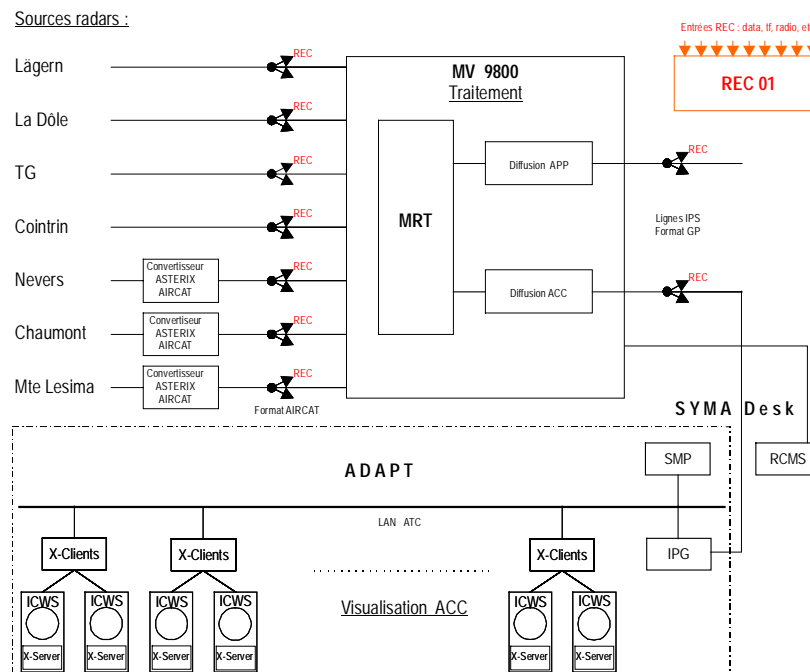 Sources radars :
Entrées REC : data, tf, radio, etc
Lägern
REC
MV 9800
Traitement
REC 01
La Dôle
REC
TG
REC
Diffusion APP
REC
Cointrin
REC
MRT
Lignes IPS
Format GP
Nevers
Convertisseur
ASTERIX
AIRCAT
REC
Diffusion ACC
REC
Chaumont
Convertiseur
ASTERIX
AIRCAT
REC
Mte Lesima
Convertisseur
ASTERIX
AIRCAT
REC
Format AIRCAT
SYMA Desk
ADAPT
SMP
RCMS
LAN ATC
X-Clients
X-Clients
X-Clients
IPG
Visualisation ACC
ICWS
ICWS
ICWS
ICWS
ICWS
ICWS
X-Server
X-Server
X-Server
X-Server
X-Server
X-Server